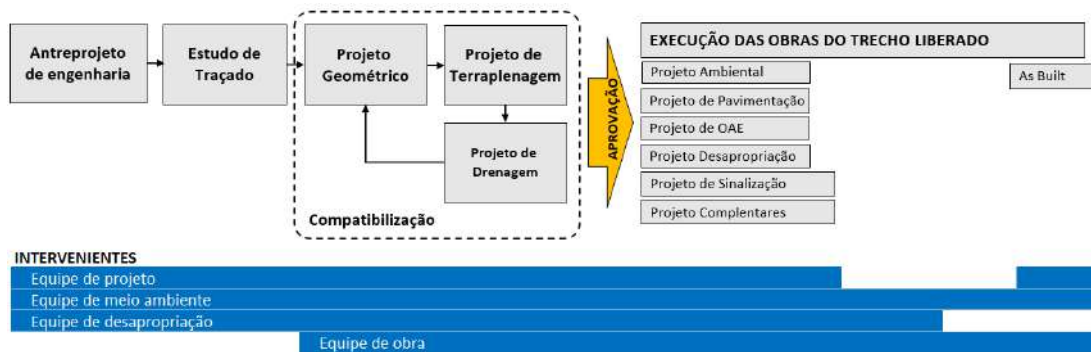 Antreprojeto
de engenharia
Estudo de
Traçado
Projeto
Geométrico
Projeto de
Terraplenagem
Projeto de
Drenagem
Compatibilização
APROVAÇÃO
EXECUÇÃO DAS OBRAS DO TRECHO LIBERADO
Projeto Ambiental
As Built
Projeto de Pavimentação
Projeto de OAE
Projeto Desapropriação
Projeto de Sinalização
Projeto Complentares
INTERVENIENTES
Equipe de projeto
Equipe de meio ambiente
Equipe de desapropriação
Equipe de obra